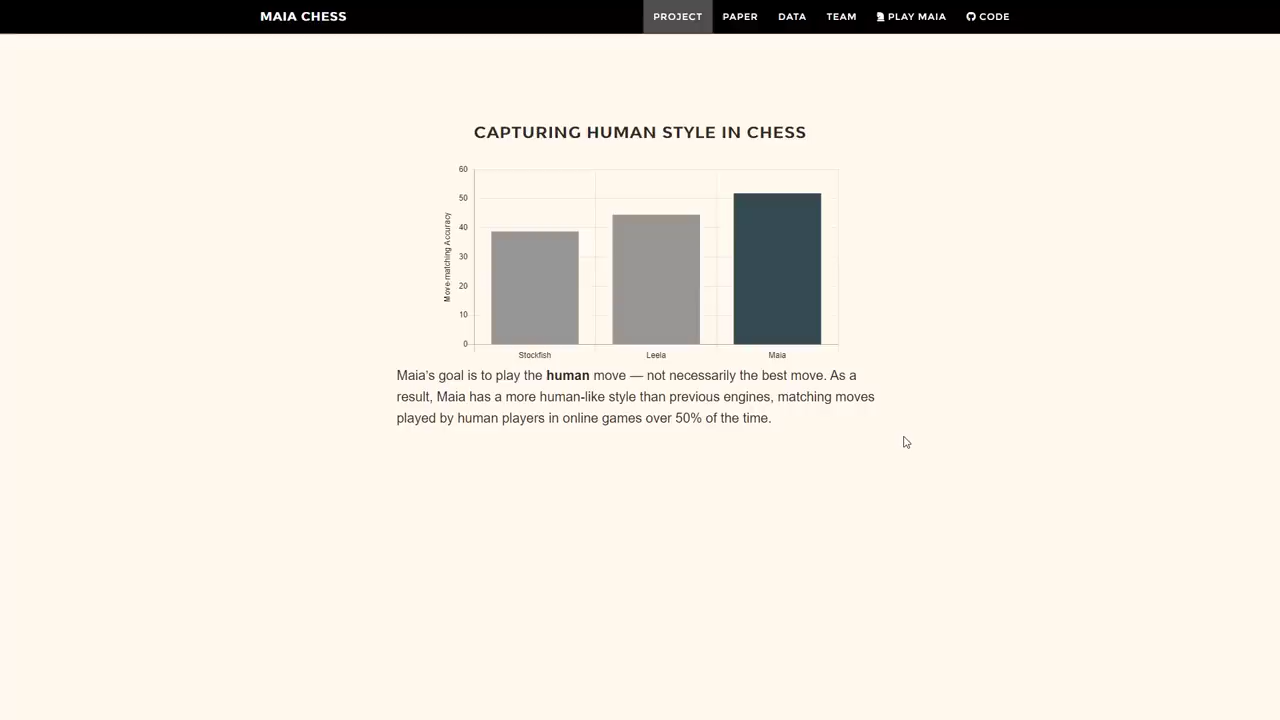 MAIA CHESS
PROJECT
PAPER
DATA
TEAM
PLAY MAIA
CODE
CAPTURING HUMAN STYLE IN CHESS
60
50
40
30
20
10
0
Move-matching Accuracy
Stockfish
Leela
Maia
Maia's goal is to play the human move — not necessarily the best move. As a
result, Maia has a more human-like style than previous engines, matching moves
played by human players in online games over 50% of the time.